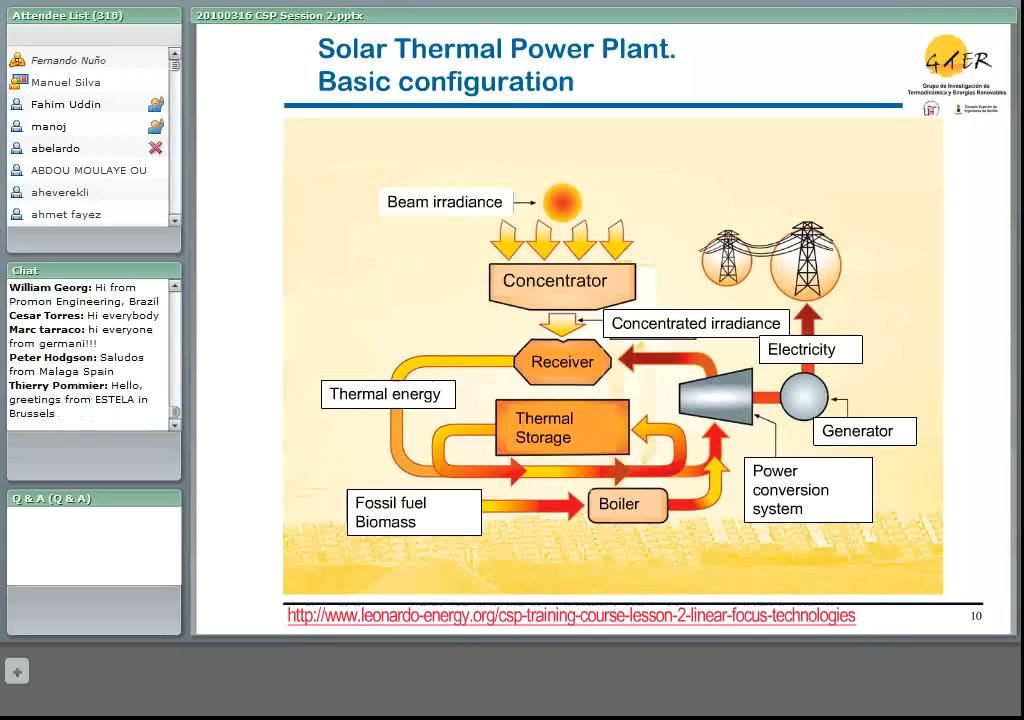 Attendee List (318)
Fernando Nuño
Manuel Silva
Fahim Uddin
manoj
abelardo
ABDOU MOULAYE OU
aheverekli
ahmet fayez
Chat
William Georg: Hi from
Promon Engineering, Brazil
Cesar Torres: Hi everybody
Marc tarraco: hi everyone
from germani!!!
Peter Hodgson: Saludos
from Malaga Spain
Thierry Pommier: Hello,
greetings from ESTELA in
Brussels
Q & A (Q & A)
20100316 CSP Session 2.pptx
Solar Thermal Power Plant.
Basic configuration
GTER
Grupo de Investigación de
Termodinámica y Energías Renovables
Escuela Superior de
Ingenieros de Sevilla
Beam irradiance
Concentrator
Concentrated irradiance
Receiver
Electricity
Thermal energy
Thermal
Storage
Generator
Power
conversion
system
Fossil fuel
Biomass
Boiler
http://www.leonardo-energy.org/csp-training-course-lesson-2-linear-focus-technologies
10